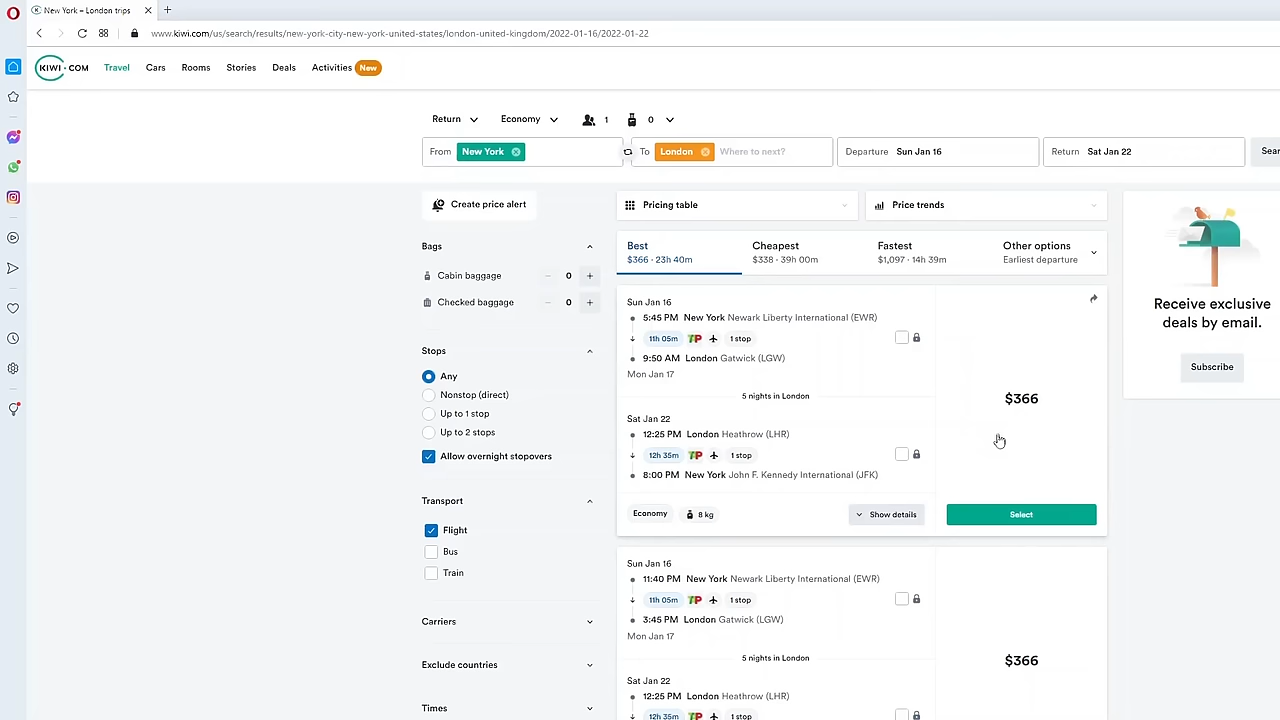 New York – London trips
www.kiwi.com/us/search/results/new-york-city-new-york-united-states/london-united-kingdom/2022-01-16/2022-01-22
KIWI·COM Travel Cars Rooms Stories Deals Activities New
Return Economy 1 0
From New York To London Where to next? Departure Sun Jan 16 Return Sat Jan 22
Create price alert
Pricing table
Price trends
Bags
Cabin baggage 0 +
Checked baggage 0 +
Stops
Any
Nonstop (direct)
Up to 1 stop
Up to 2 stops
Allow overnight stopovers
Transport
Flight
Bus
Train
Carriers
Exclude countries
Times
Best
$366 · 23h 40m
Cheapest
$338 · 39h 00m
Fastest
$1,097 · 14h 39m
Other options
Earliest departure
Sun Jan 16
5:45 PM New York Newark Liberty International (EWR)
11h 05m TP 1 stop
9:50 AM London Gatwick (LGW)
Mon Jan 17
5 nights in London
Sat Jan 22
12:25 PM London Heathrow (LHR)
12h 35m TP 1 stop
8:00 PM New York John F. Kennedy International (JFK)
Economy 8 kg Show details
$366
Select
Sun Jan 16
11:40 PM New York Newark Liberty International (EWR)
11h 05m TP 1 stop
3:45 PM London Gatwick (LGW)
Mon Jan 17
5 nights in London
Sat Jan 22
12:25 PM London Heathrow (LHR)
12h 35m TP 1 stop
$366
Receive exclusive
deals by email.
Subscribe